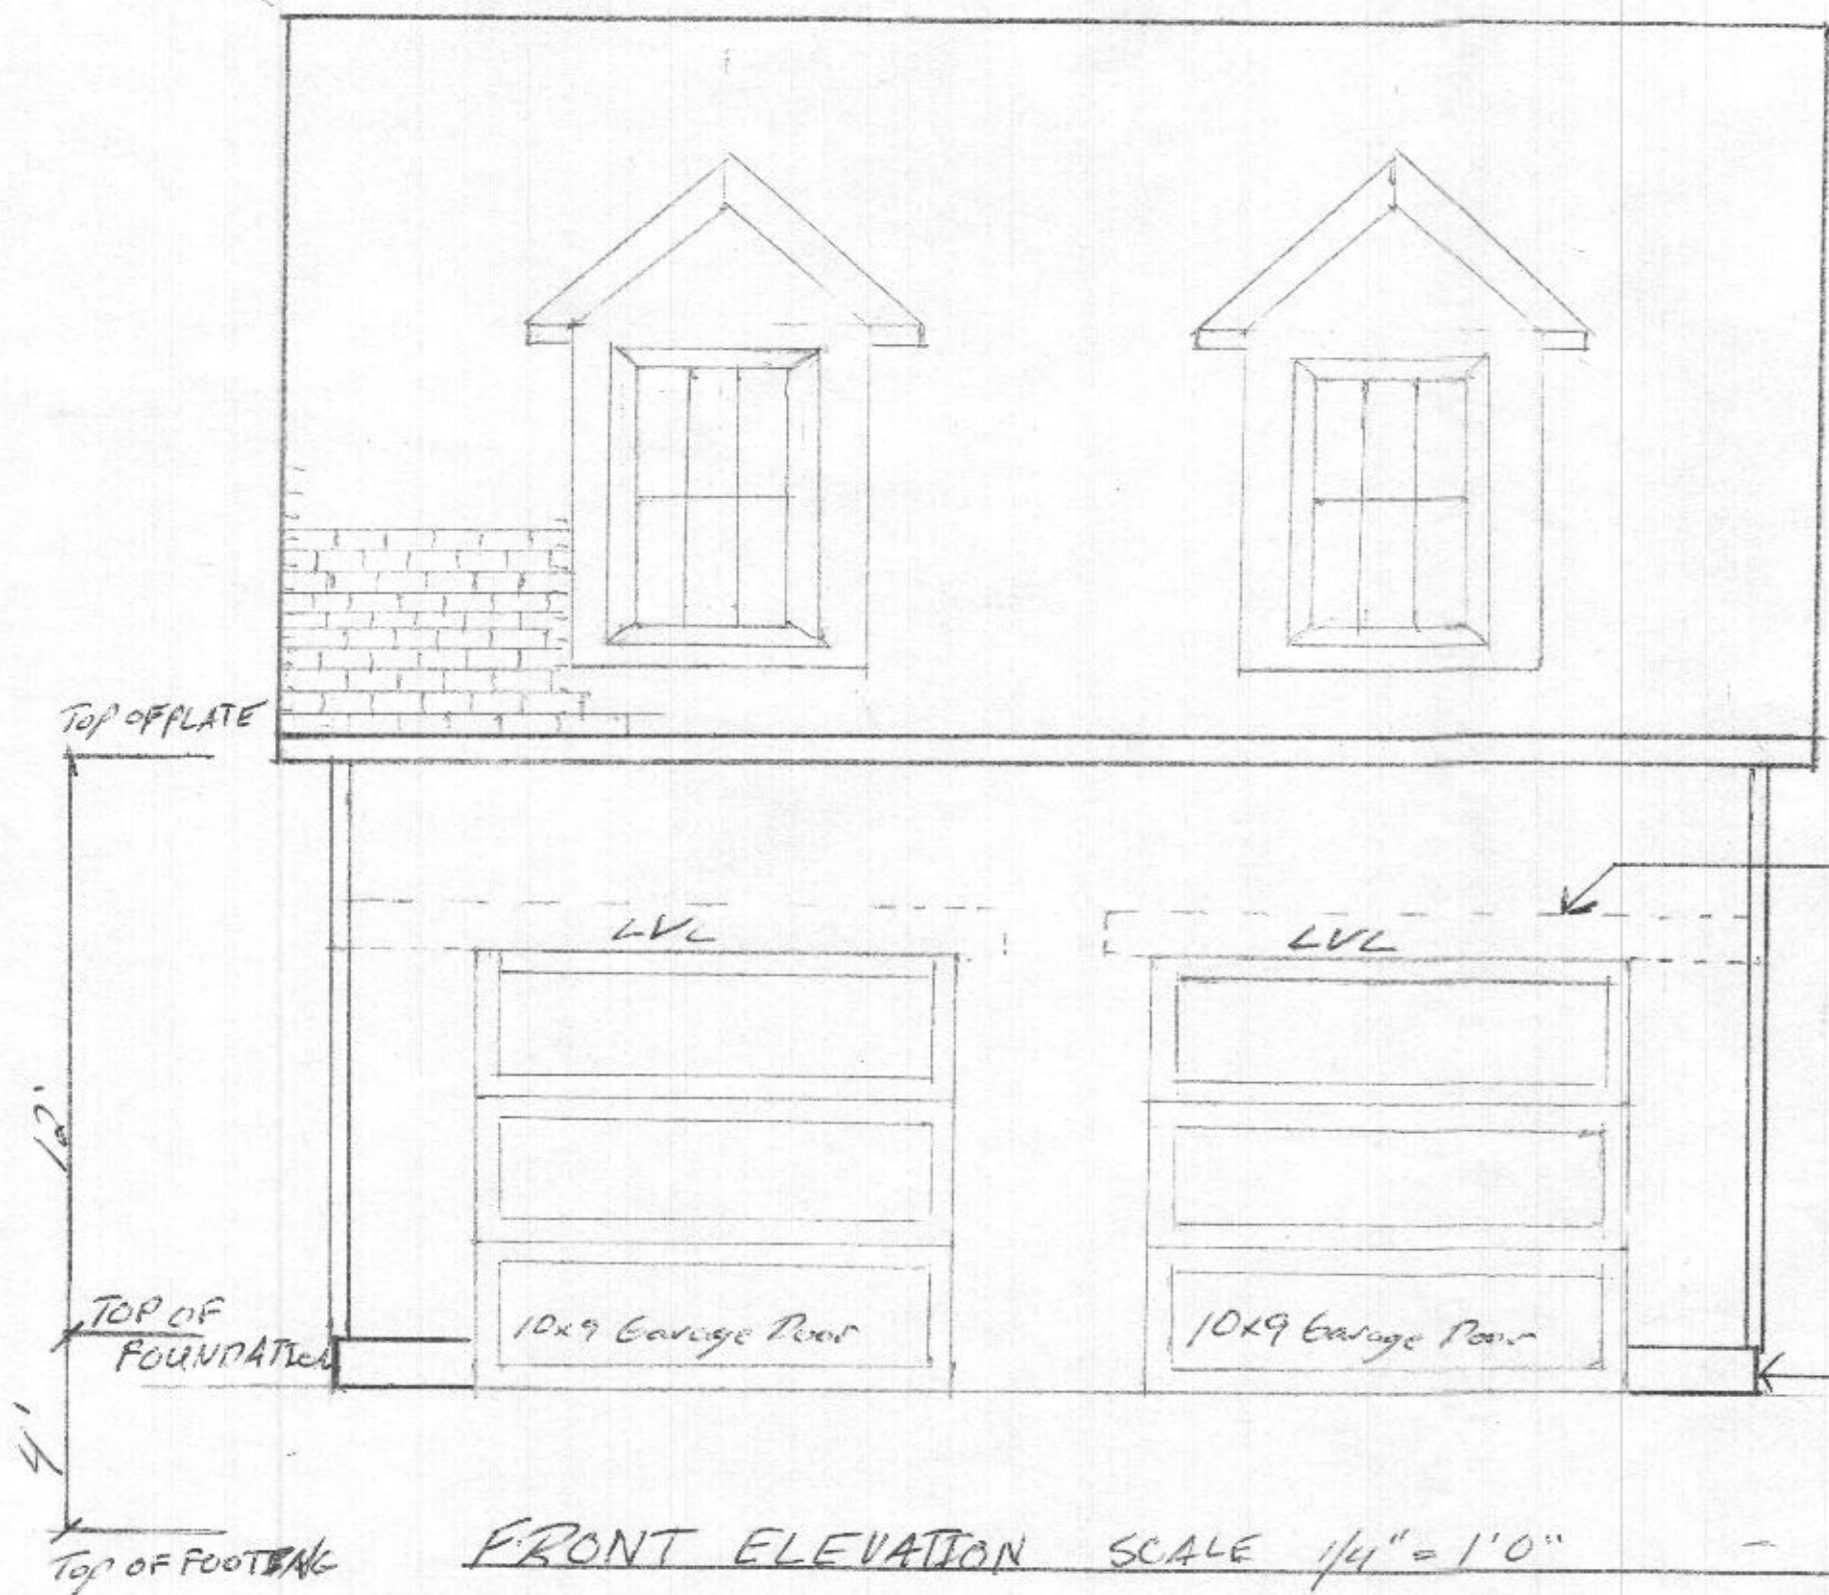 TOP OF PLATE
LVL
LVL
12'
TOP OF
FOUNDATION
10x9 Garage Door
10x9 Garage Door
4'
TOP OF FOOTING
FRONT ELEVATION SCALE 1/4" = 1'0"